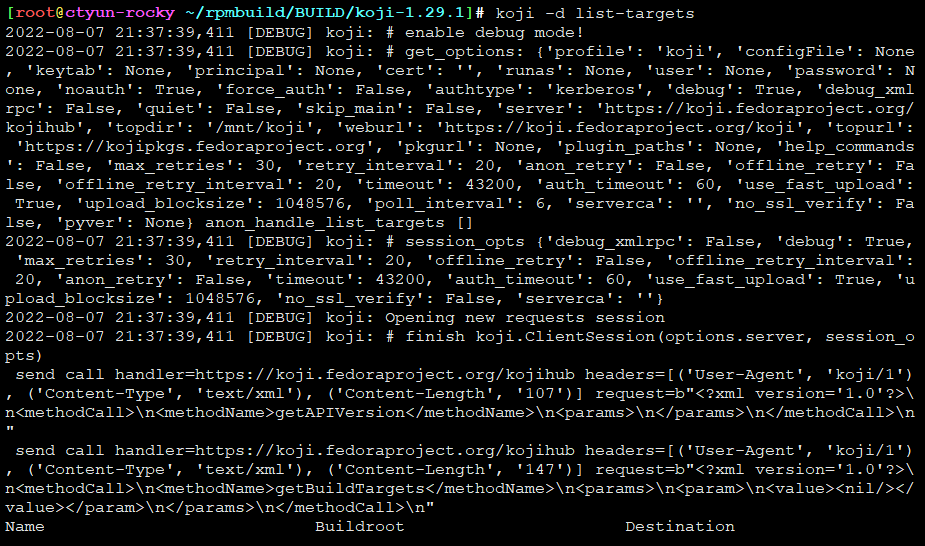 [root@ctyun-rocky ~/rpmbuild/BUILD/koji-1.29.1]# koji -d list-targets
2022-08-07 21:37:39,411 [DEBUG] koji: # enable debug mode!
2022-08-07 21:37:39,411 [DEBUG] koji: # get_options: {'profile': 'koji', 'configFile': None
, 'keytab': None, 'principal': None, 'cert': '', 'runas': None, 'user': None, 'password': N
one, 'noauth': True, 'force_auth': False, 'authtype': 'kerberos', 'debug': True, 'debug_xml
rpc': False, 'quiet': False, 'skip_main': False, 'server': 'https://koji.fedoraproject.org/
kojihub', 'topdir': '/mnt/koji', 'weburl': 'https://koji.fedoraproject.org/koji', 'topurl':
 'https://kojipkgs.fedoraproject.org', 'pkgurl': None, 'plugin_paths': None, 'help_commands
': False, 'max_retries': 30, 'retry_interval': 20, 'anon_retry': False, 'offline_retry': Fa
lse, 'offline_retry_interval': 20, 'timeout': 43200, 'auth_timeout': 60, 'use_fast_upload':
 True, 'upload_blocksize': 1048576, 'poll_interval': 6, 'serverca': '', 'no_ssl_verify': Fa
lse, 'pyver': None} anon_handle_list_targets []
2022-08-07 21:37:39,411 [DEBUG] koji: # session_opts {'debug_xmlrpc': False, 'debug': True,
 'max_retries': 30, 'retry_interval': 20, 'offline_retry': False, 'offline_retry_interval':
 20, 'anon_retry': False, 'timeout': 43200, 'auth_timeout': 60, 'use_fast_upload': True, 'u
pload_blocksize': 1048576, 'no_ssl_verify': False, 'serverca': ''}
2022-08-07 21:37:39,411 [DEBUG] koji: Opening new requests session
2022-08-07 21:37:39,411 [DEBUG] koji: # finish koji.ClientSession(options.server, session_o
pts)
 send call handler=https://koji.fedoraproject.org/kojihub headers=[('User-Agent', 'koji/1')
, ('Content-Type', 'text/xml'), ('Content-Length', '107')] request=b"<?xml version='1.0'?>\
n<methodCall>\n<methodName>getAPIVersion</methodName>\n<params>\n</params>\n</methodCall>\n
"
 send call handler=https://koji.fedoraproject.org/kojihub headers=[('User-Agent', 'koji/1')
, ('Content-Type', 'text/xml'), ('Content-Length', '147')] request=b"<?xml version='1.0'?>\
n<methodCall>\n<methodName>getBuildTargets</methodName>\n<params>\n<param>\n<value><nil/></
value></param>\n</params>\n</methodCall>\n"
Name                           Buildroot                      Destination